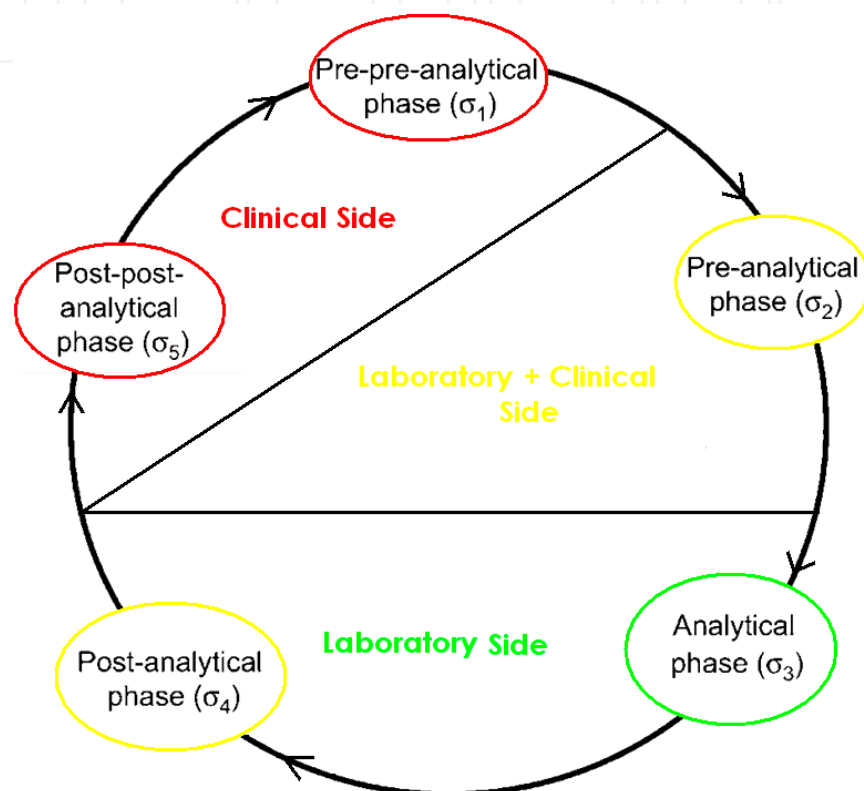 Pre-pre-analytical
phase (σ₁)
Clinical Side
Pre-analytical
phase (σ₂)
Post-post-
analytical
phase (σ₅)
Laboratory + Clinical
Side
Laboratory Side
Analytical
phase (σ₃)
Post-analytical
phase (σ₄)